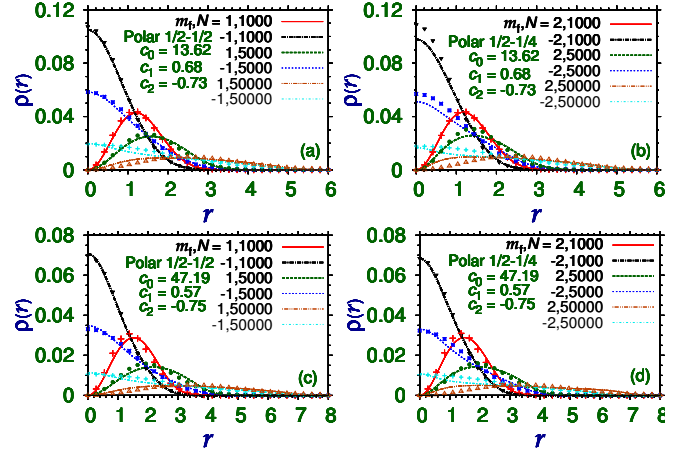 0.12
0.08
0.04
0
ρ(r)
m_f, N = 1,1000
Polar 1/2-1/2 -1,1000
c_0 = 13.62 1,5000
c_1 = 0.68 -1,5000
c_2 = -0.73 1,50000
-1,50000
(a)
0 1 2 3 4 5 6
r
0.12
0.08
0.04
0
ρ(r)
m_f, N = 2,1000
Polar 1/2-1/4 -2,1000
c_0 = 13.62 2,5000
c_1 = 0.68 -2,5000
c_2 = -0.73 2,50000
-2,50000
(b)
0 1 2 3 4 5 6
r
0.08
0.06
0.04
0.02
0
ρ(r)
m_f, N = 1,1000
Polar 1/2-1/2 -1,1000
c_0 = 47.19 1,5000
c_1 = 0.57 -1,5000
c_2 = -0.75 1,50000
-1,50000
(c)
0 1 2 3 4 5 6 7 8
r
0.08
0.06
0.04
0.02
0
ρ(r)
m_f, N = 2,1000
Polar 1/2-1/4 -2,1000
c_0 = 47.19 2,5000
c_1 = 0.57 -2,5000
c_2 = -0.75 2,50000
-2,50000
(d)
0 1 2 3 4 5 6 7 8
r